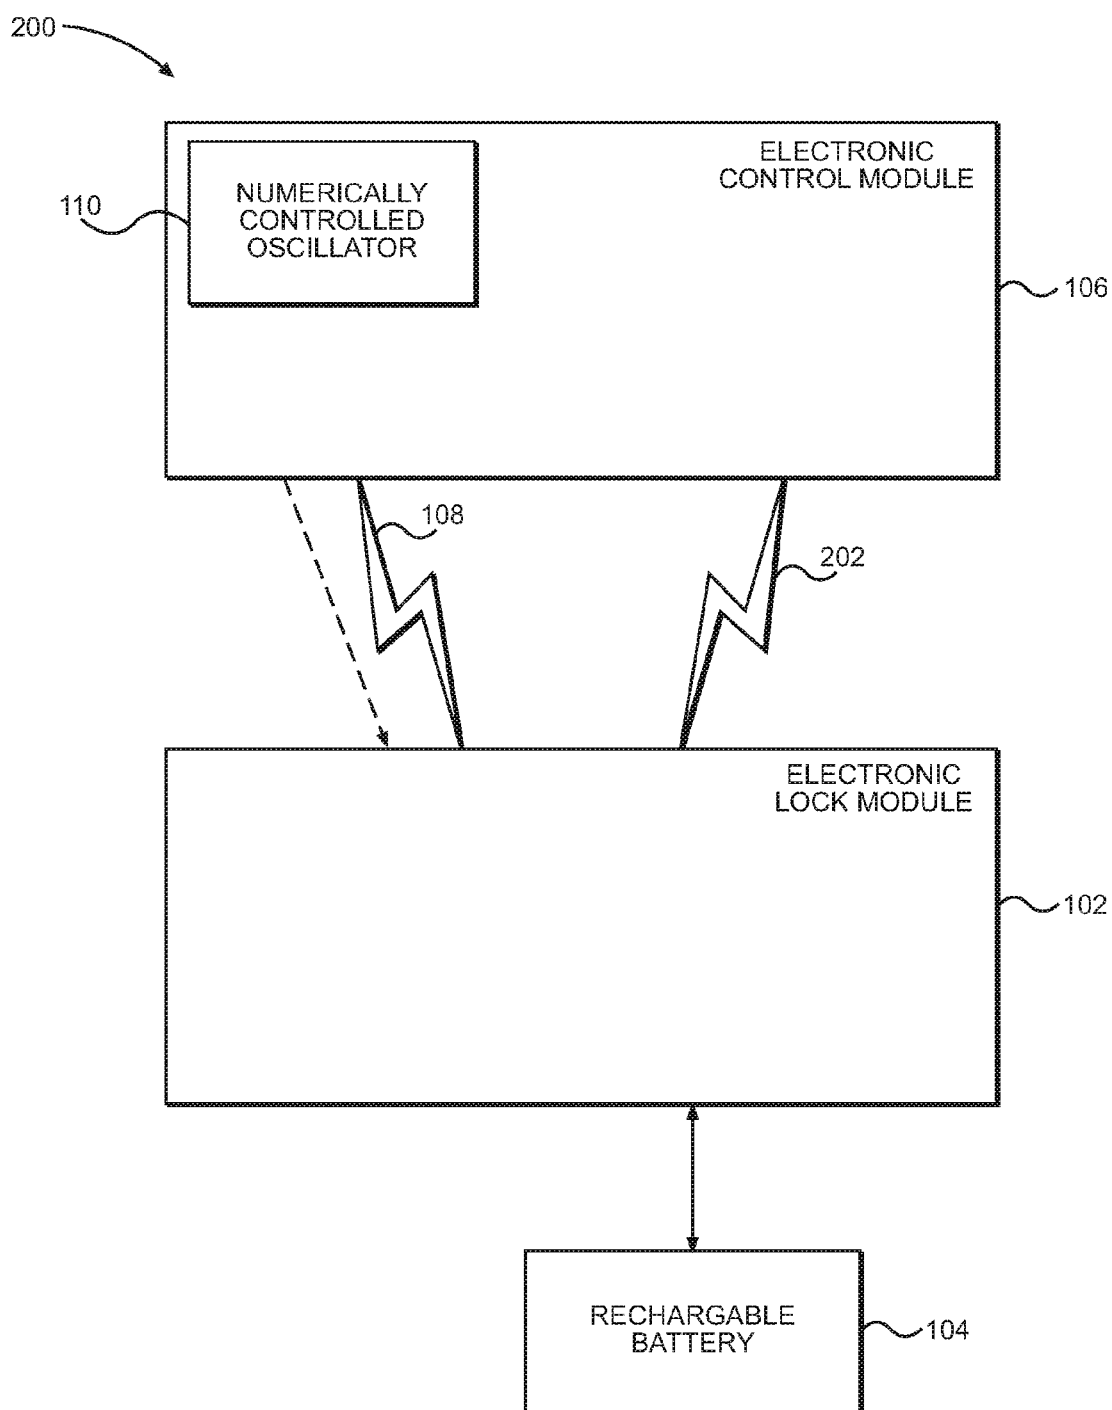 200
ELECTRONIC
CONTROL MODULE
NUMERICALLY
CONTROLLED
OSCILLATOR
110
106
108
202
ELECTRONIC
LOCK MODULE
102
RECHARGABLE
BATTERY
104